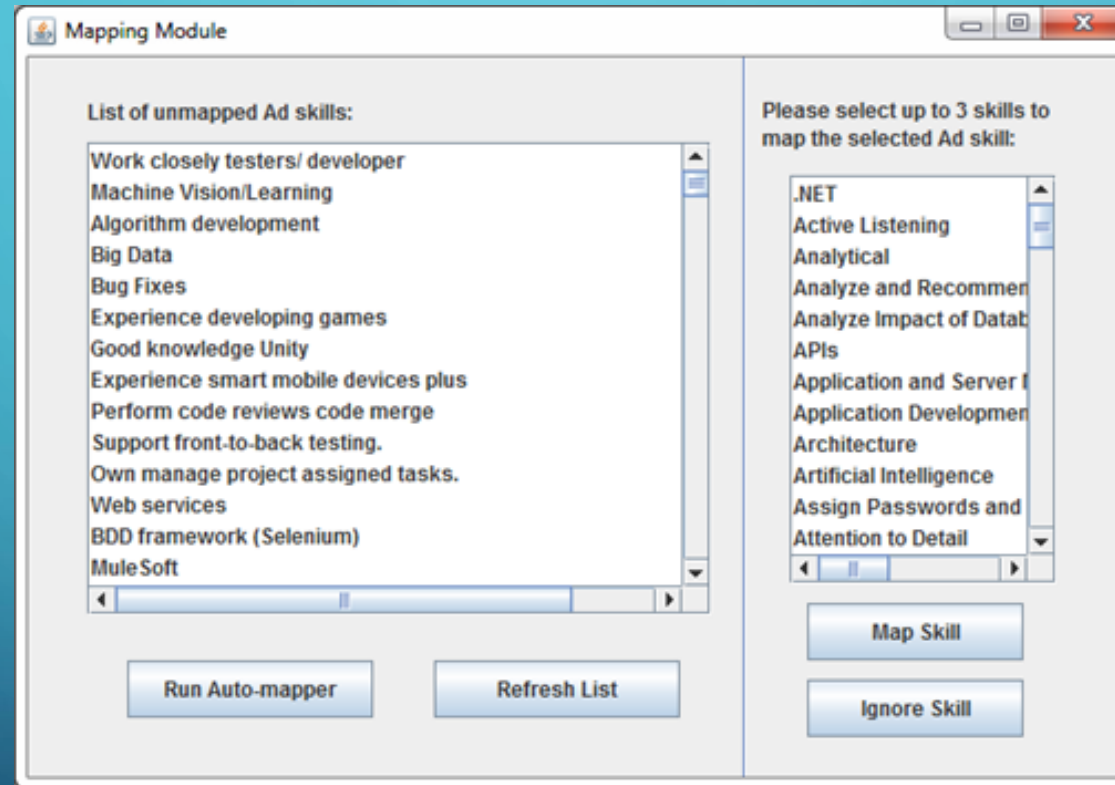 Mapping Module
List of unmapped Ad skills:
Work closely testers/ developer
Machine Vision/Learning
Algorithm development
Big Data
Bug Fixes
Experience developing games
Good knowledge Unity
Experience smart mobile devices plus
Perform code reviews code merge
Support front-to-back testing.
Own manage project assigned tasks.
Web services
BDD framework (Selenium)
MuleSoft
Run Auto-mapper
Refresh List
Please select up to 3 skills to
map the selected Ad skill:
.NET
Active Listening
Analytical
Analyze and Recommen
Analyze Impact of Datab
APIs
Application and Server
Application Developmen
Architecture
Artificial Intelligence
Assign Passwords and
Attention to Detail
Map Skill
Ignore Skill